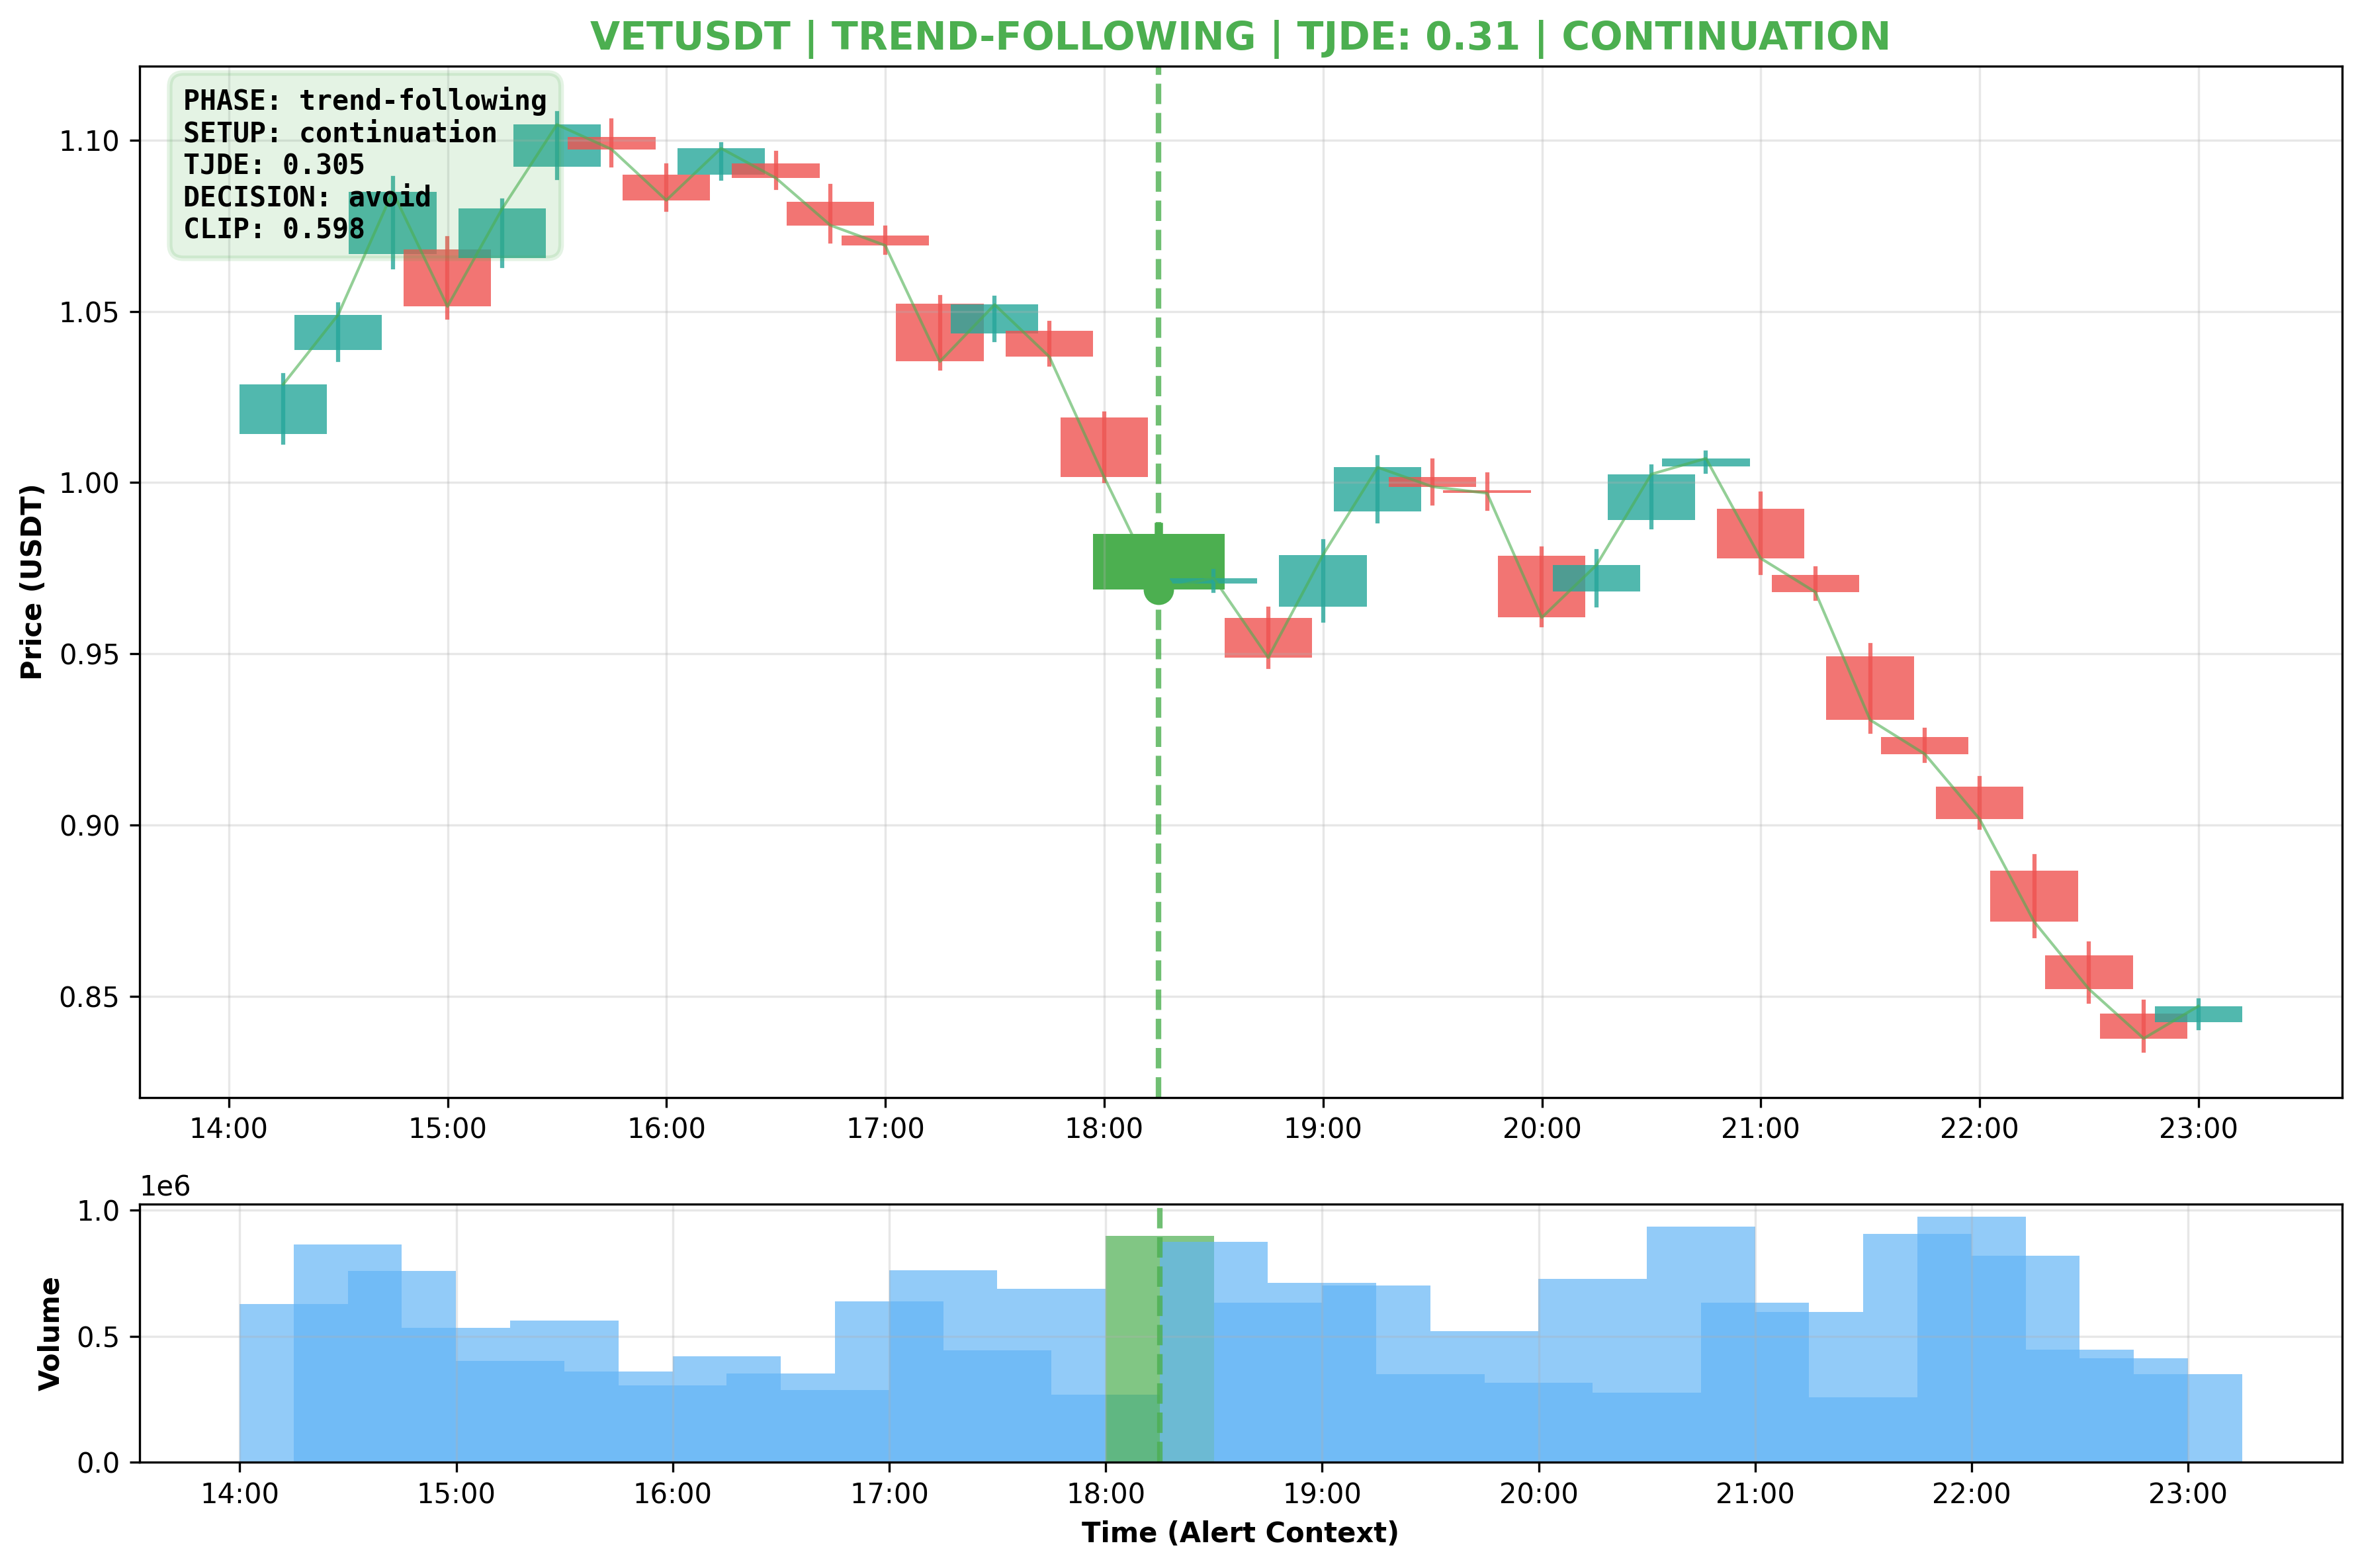 VETUSDT | TREND-FOLLOWING | TJDE: 0.31 | CONTINUATION
PHASE: trend-following
SETUP: continuation
TJDE: 0.305
DECISION: avoid
CLIP: 0.598
Price (USDT)
1.10
1.05
1.00
0.95
0.90
0.85
14:00 15:00 16:00 17:00 18:00 19:00 20:00 21:00 22:00 23:00
1e6
Volume
1.0
0.5
0.0
14:00 15:00 16:00 17:00 18:00 19:00 20:00 21:00 22:00 23:00
Time (Alert Context)